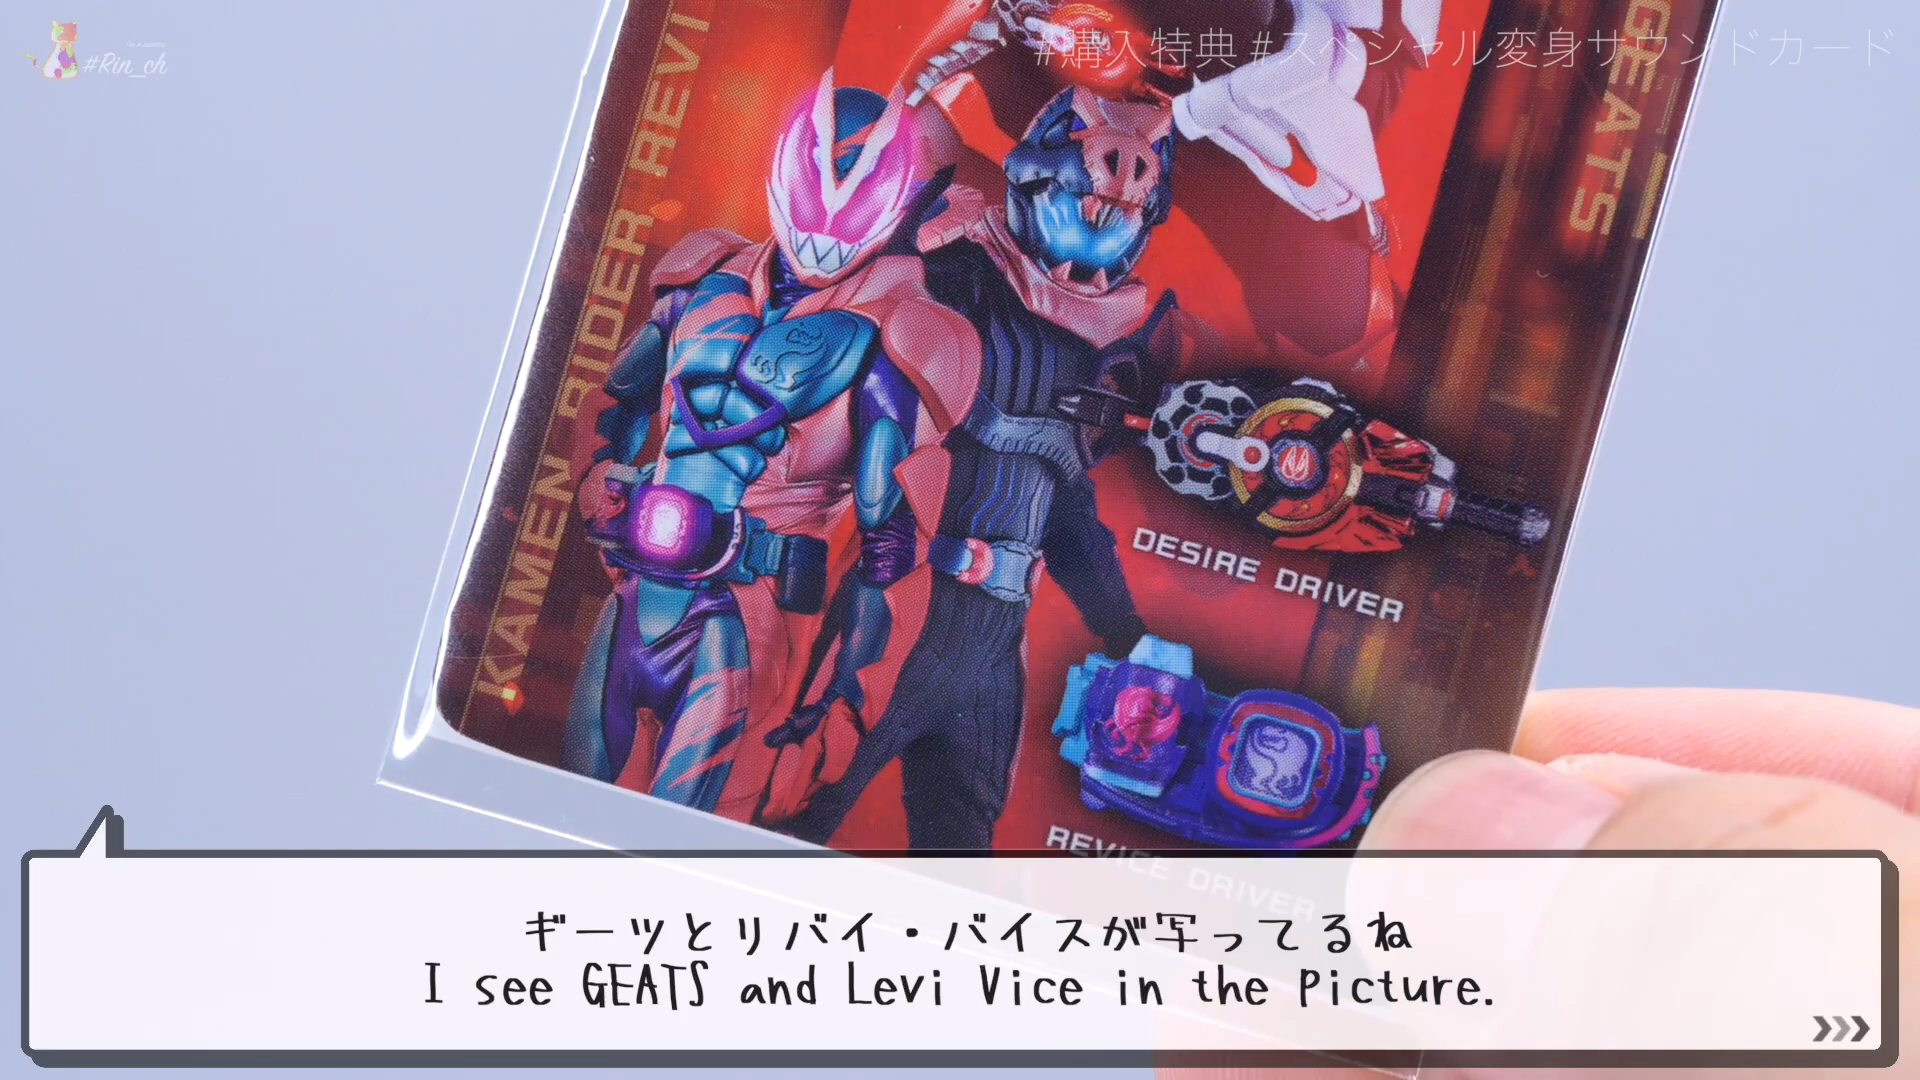 #Rin_ch
#購入特典 #スペシャル変身サウンドカード
KAMEN RIDER REVI
GEATS
DESIRE DRIVER
REVICE DRIVER
ギーツとリバイ・バイスが写ってるね
I see GEATS and Levi Vice in the Picture.